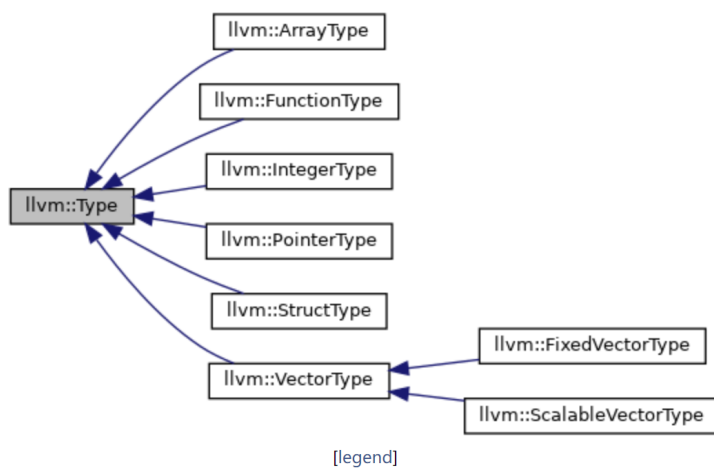 llvm::ArrayType
llvm::FunctionType
llvm::IntegerType
llvm::Type
llvm::PointerType
llvm::StructType
llvm::FixedVectorType
llvm::VectorType
llvm::ScalableVectorType
[legend]